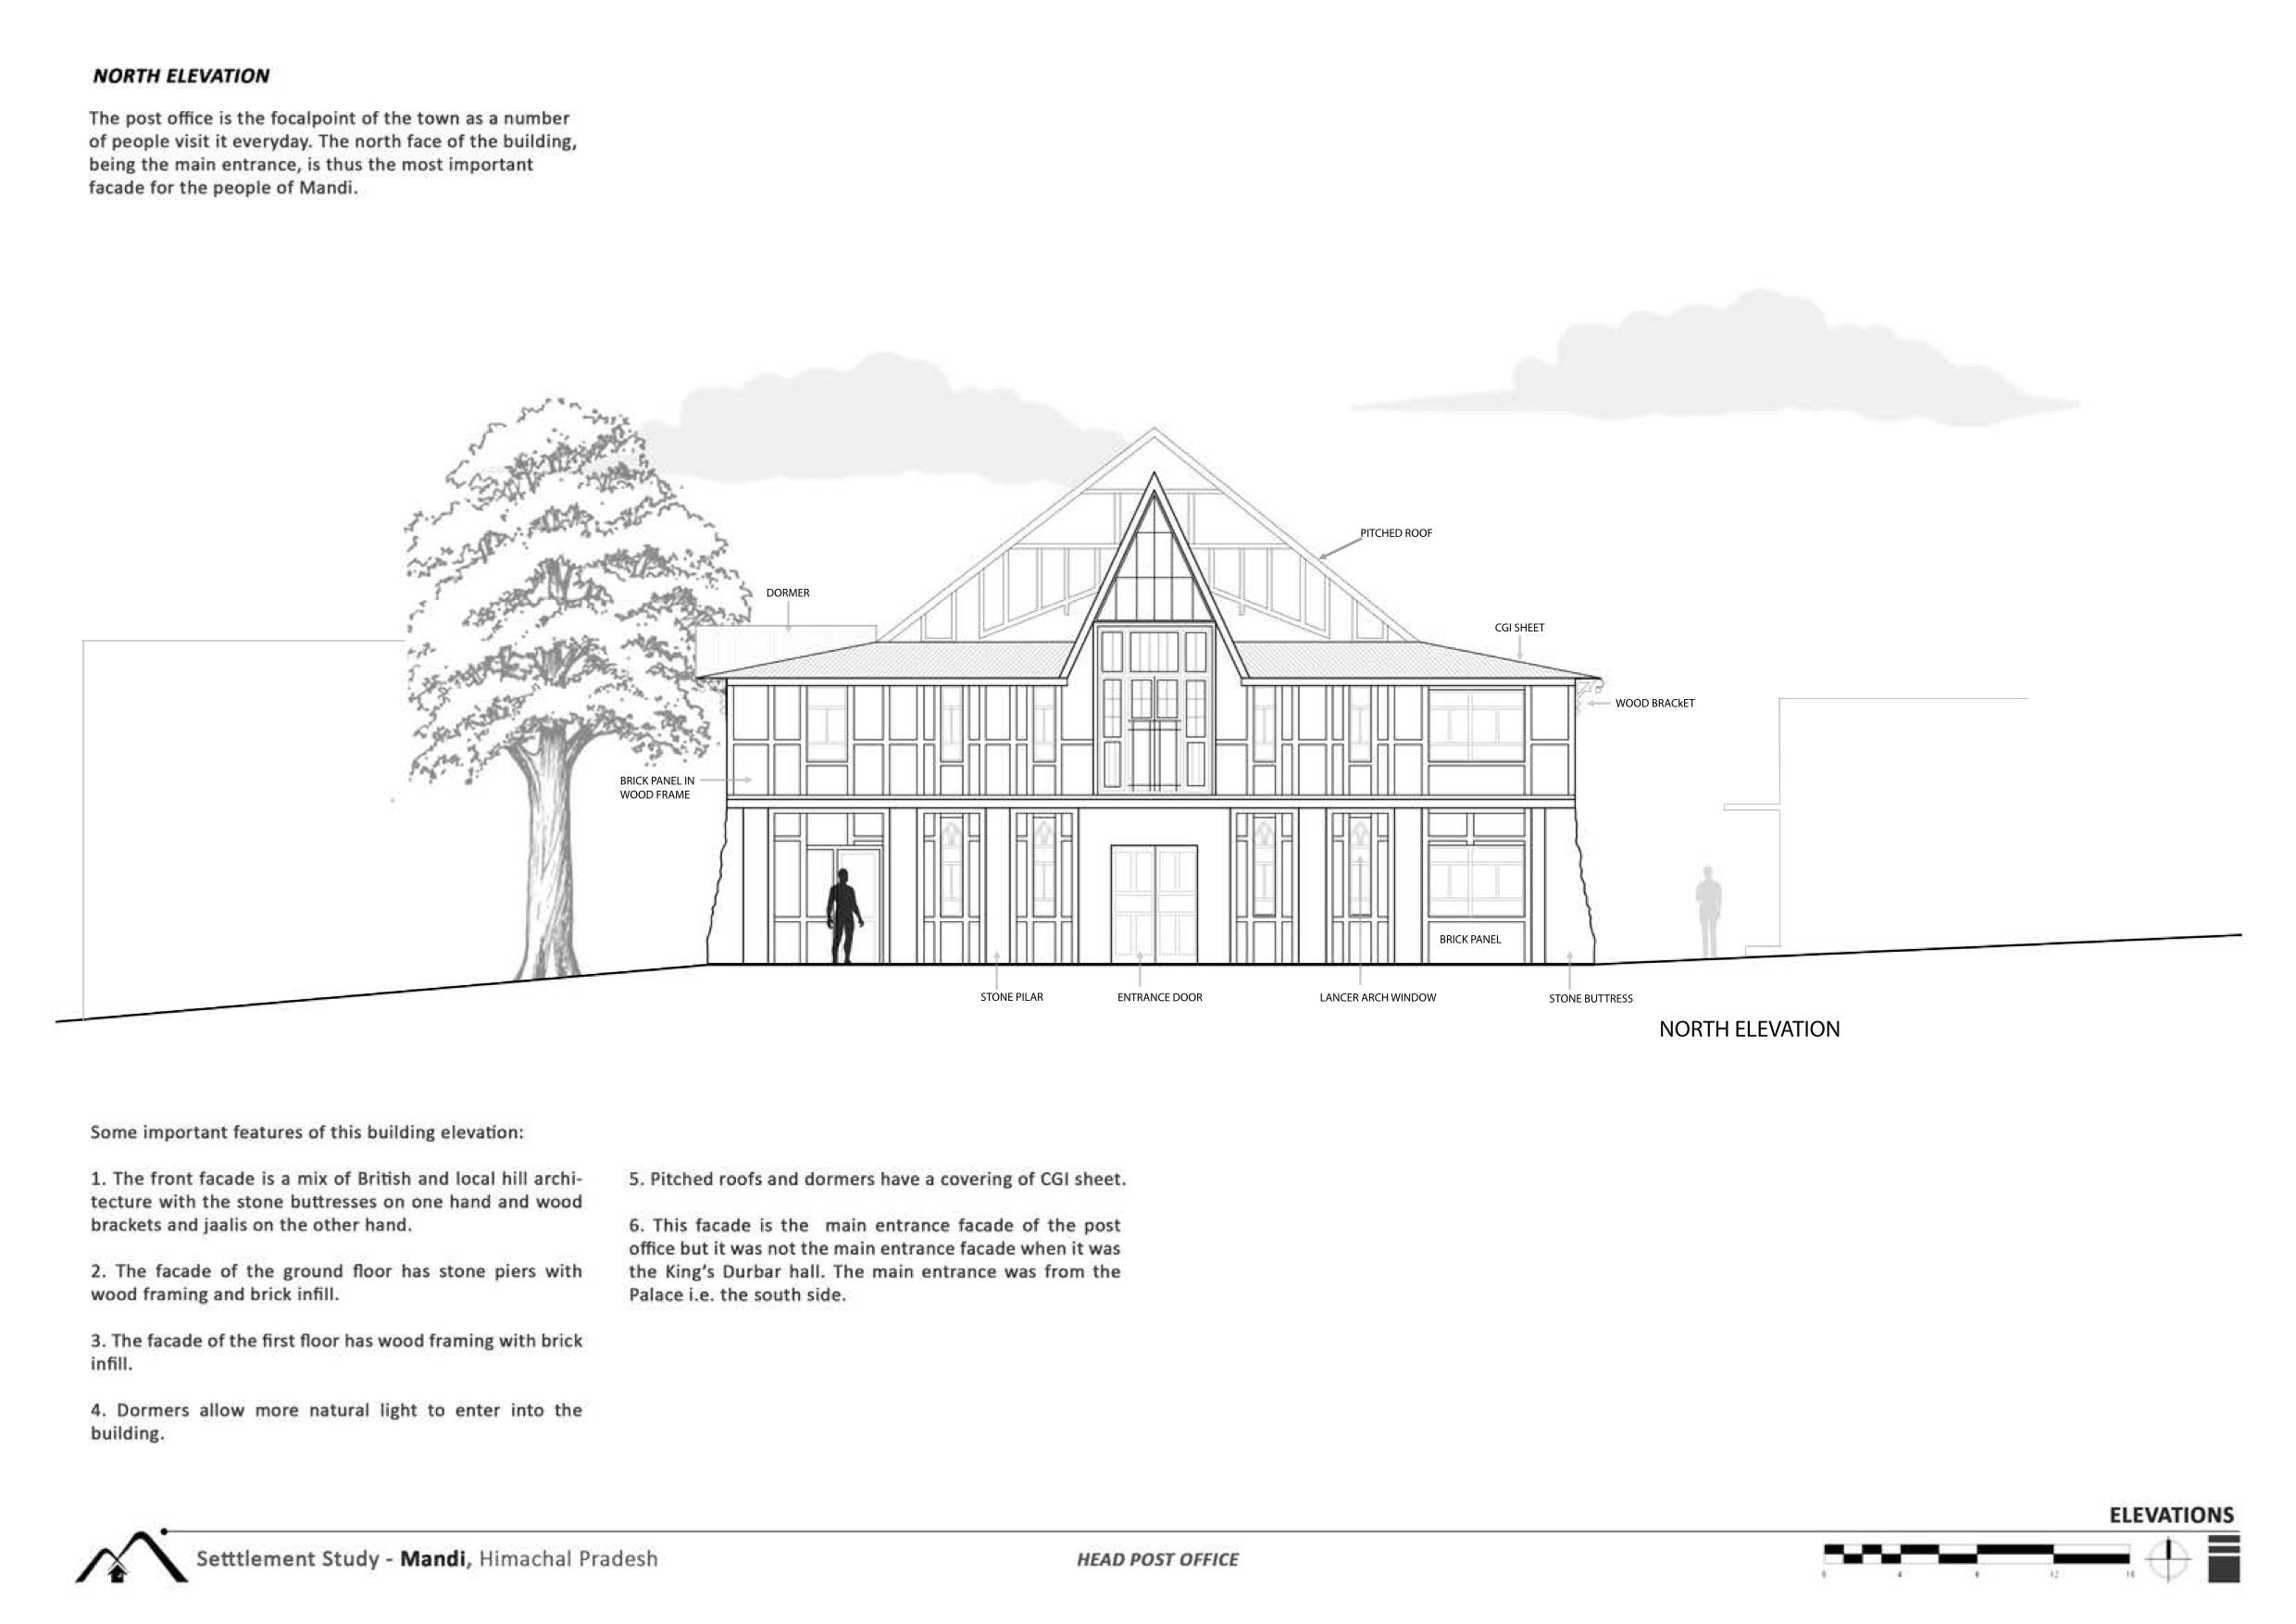 NORTH ELEVATION
The post office is the focalpoint of the town as a number
of people visit it everyday. The north face of the building,
being the main entrance, is thus the most important
facade for the people of Mandi.
PITCHED ROOF
DORMER
CGI SHEET
WOOD BRACkET
BRICK PANEL IN
WOOD FRAME
BRICK PANEL
STONE PILAR
ENTRANCE DOOR
LANCER ARCH WINDOW
STONE BUTTRESS
NORTH ELEVATION
Some important features of this building elevation:
1. The front facade is a mix of British and local hill archi-
tecture with the stone buttresses on one hand and wood
brackets and jaalis on the other hand.
2. The facade of the ground floor has stone piers with
wood framing and brick infill.
3. The facade of the first floor has wood framing with brick
infill.
4. Dormers allow more natural light to enter into the
building.
5. Pitched roofs and dormers have a covering of CGI sheet.
6. This facade is the main entrance facade of the post
office but it was not the main entrance facade when it was
the King's Durbar hall. The main entrance was from the
Palace i.e. the south side.
ELEVATIONS
Setttlement Study - Mandi, Himachal Pradesh
HEAD POST OFFICE
0 4 8 12 16